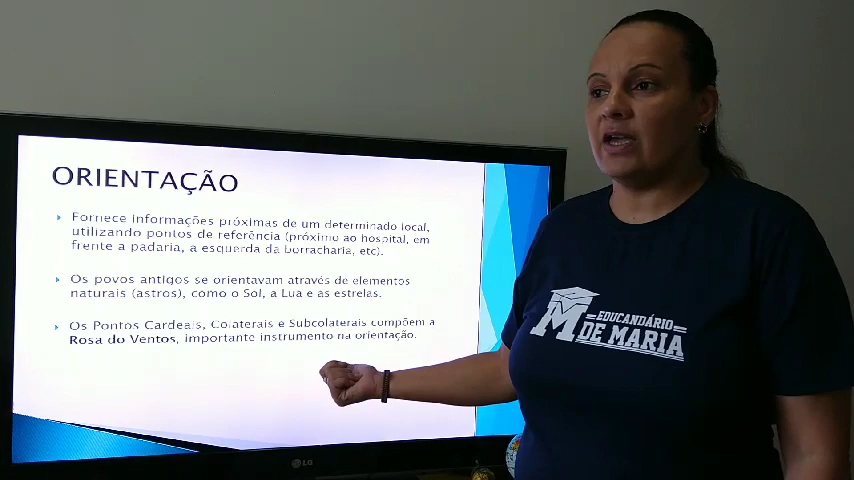 ORIENTAÇÃO
Fornece informações próximas de um determinado local,
utilizando pontos de referência (próximo ao hospital, em
frente a padaria, a esquerda da borracharia, etc).
Os povos antigos se orientavam através de elementos
naturais (astros), como o Sol, a Lua e as estrelas.
Os Pontos Cardeais, Colaterais e Subcolaterais compõem a
Rosa do Ventos, importante instrumento na orientação.
LG
M
EDUCANDÁRIO
DE MARIA